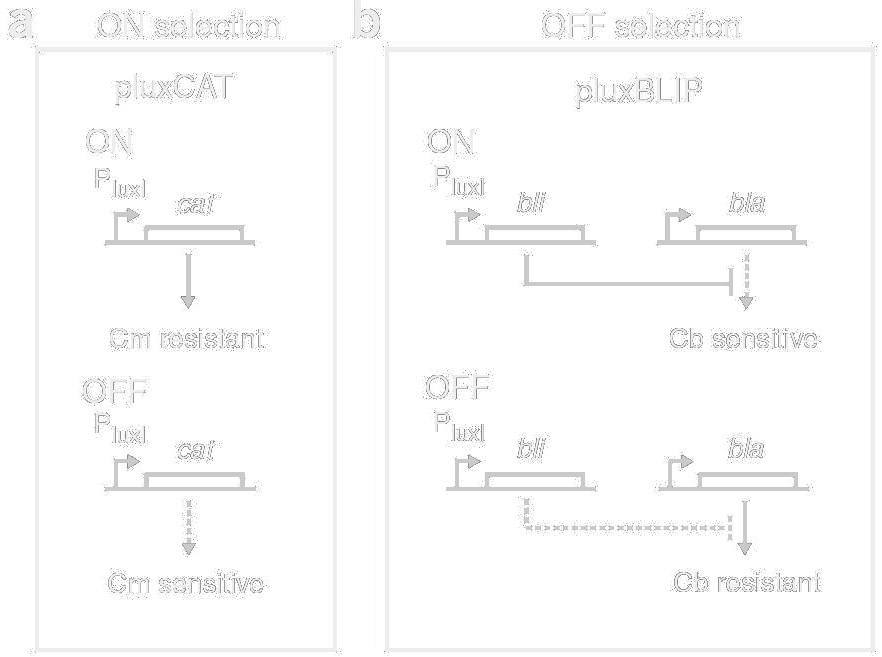 a ON selection
pluxCAT
ON
PluxI
cat
Cm resistant
OFF
PluxI
cat
Cm sensitive
b OFF selection
pluxBLIP
ON
PluxI
bli bla
Cb sensitive
OFF
PluxI
bli bla
Cb resistant